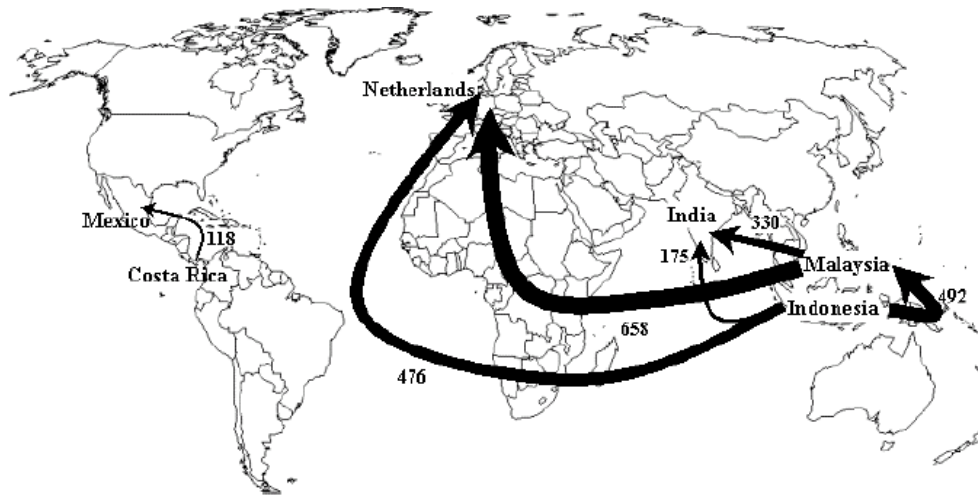 Netherlands
Mexico
118
Costa Rica
India
330
175
Malaysia
Indonesia
492
658
476